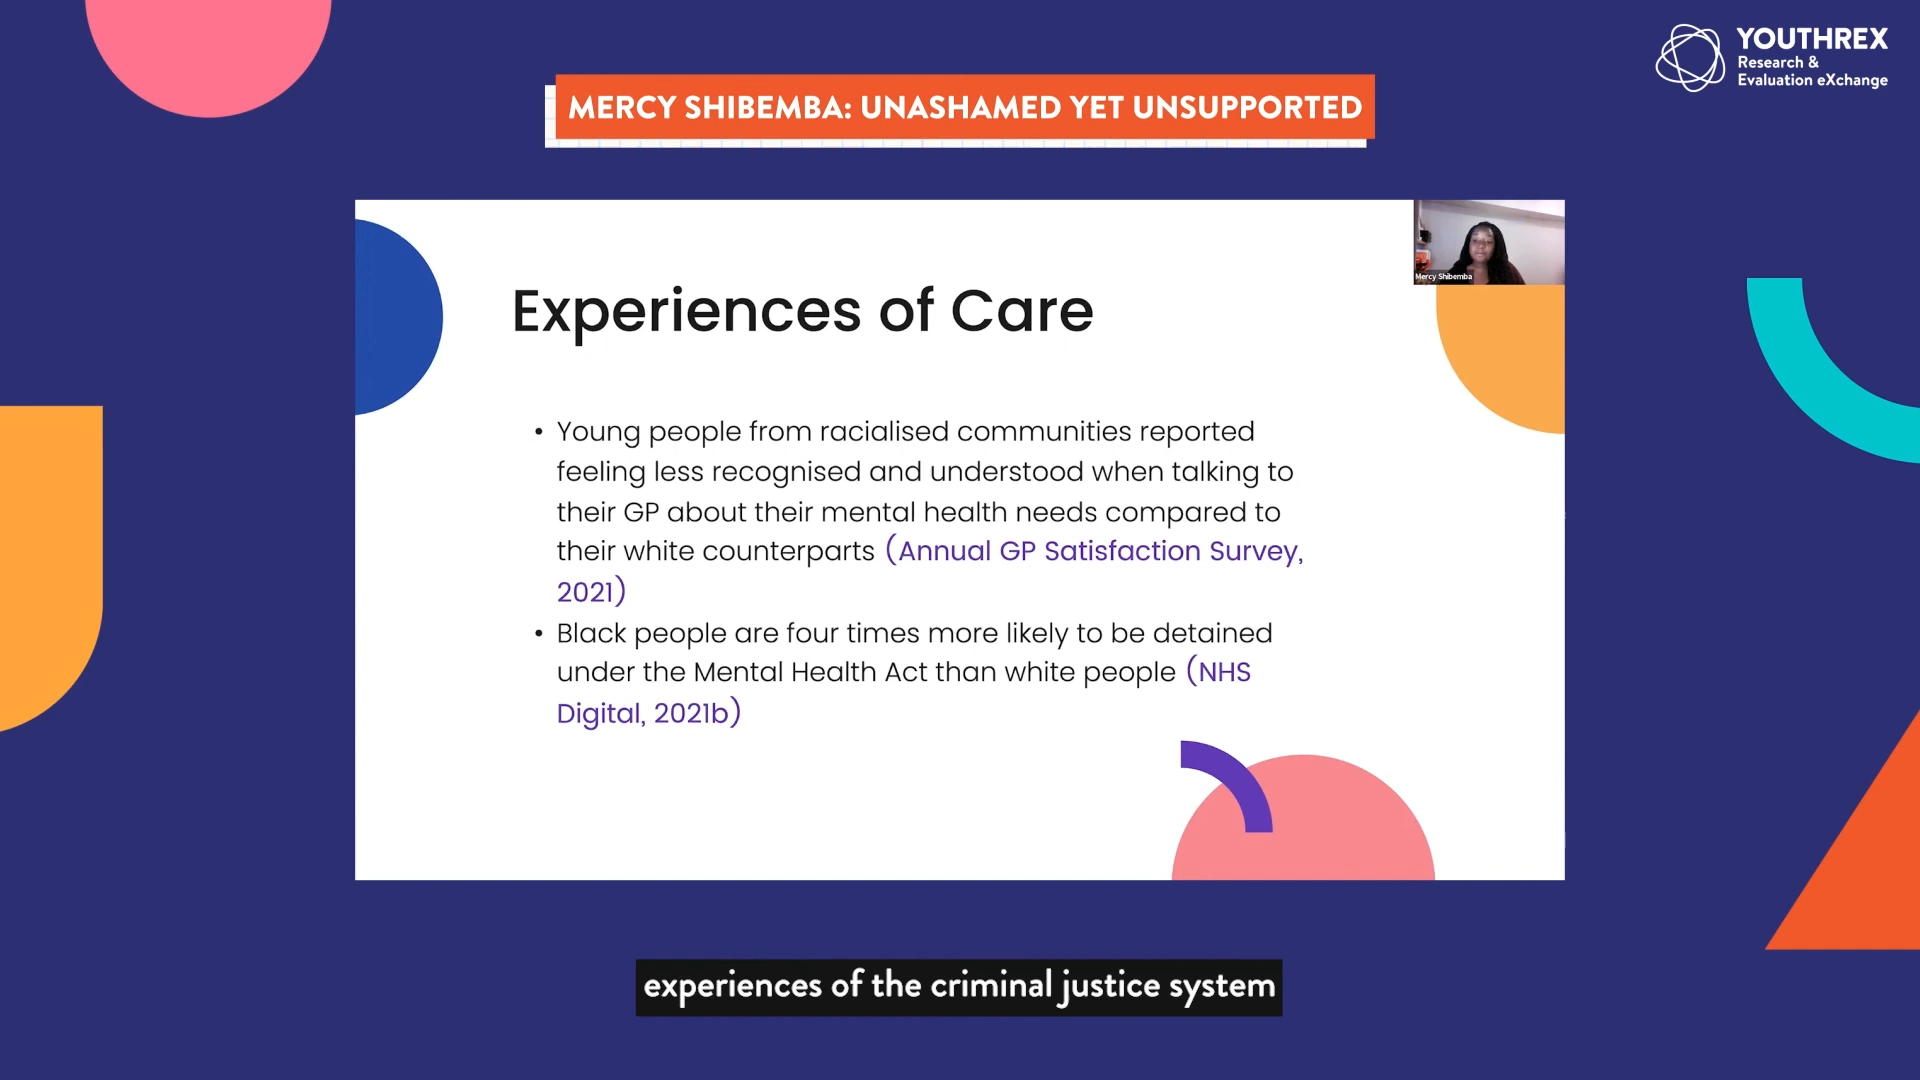 YOUTHREX
Research &
Evaluation eXchange
MERCY SHIBEMBA: UNASHAMED YET UNSUPPORTED
Mercy Shibemba
Experiences of Care
• Young people from racialised communities reported
feeling less recognised and understood when talking to
their GP about their mental health needs compared to
their white counterparts (Annual GP Satisfaction Survey,
2021)
• Black people are four times more likely to be detained
under the Mental Health Act than white people (NHS
Digital, 2021b)
experiences of the criminal justice system